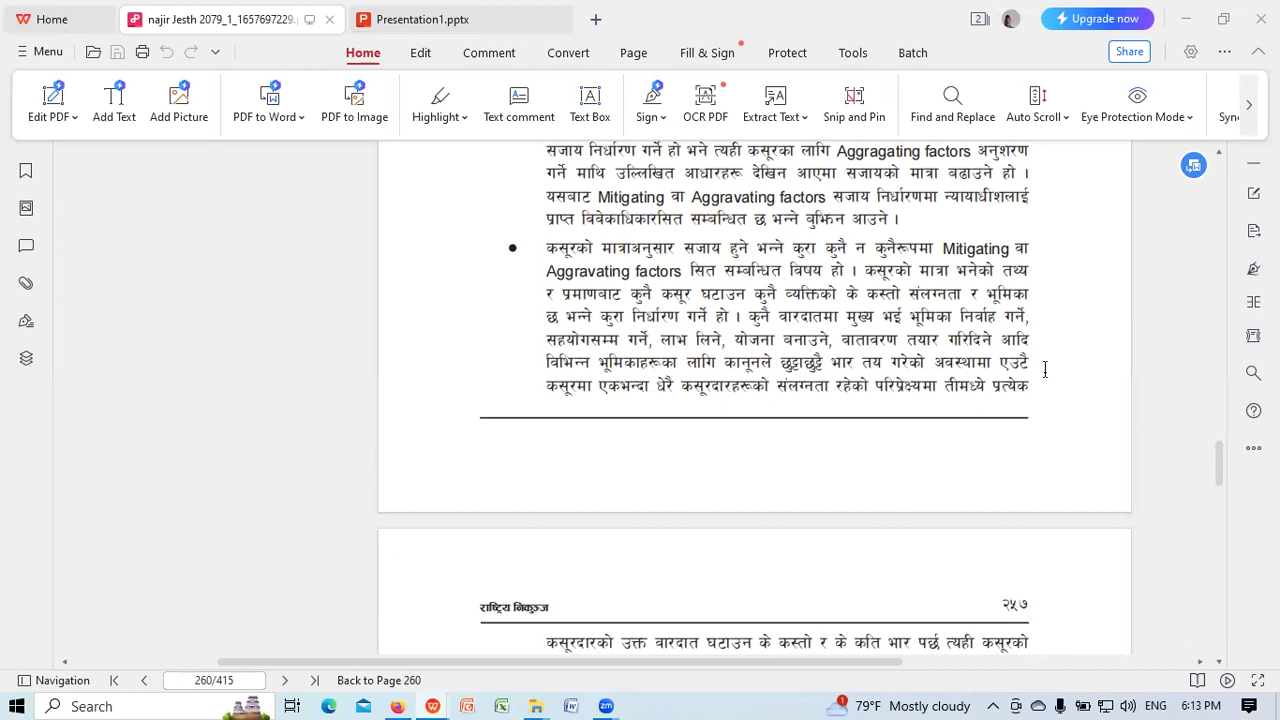 Home
najir Jesth 2079_1_1657697229.
Presentation1.pptx
2
Upgrade now
Menu
Home
Edit
Comment
Convert
Page
Fill & Sign
Protect
Tools
Batch
Share
Edit PDF
Add Text
Add Picture
PDF to Word
PDF to Image
Highlight
Text comment
Text Box
Sign
OCR PDF
Extract Text
Snip and Pin
Find and Replace
Auto Scroll
Eye Protection Mode
Sync
सजाय निर्धारण गर्ने हो भने त्यही कसूरका लागि Aggragating factors अनुशरण
गर्ने माथि उल्लिखित आधारहरू देखिन आएमा सजायको मात्रा बढाउने हो ।
यसबाट Mitigating वा Aggravating factors सजाय निर्धारणमा न्यायाधीशलाई
प्राप्त विवेकाधिकारसित सम्बन्धित छ भन्ने बुझिन आउने ।
● कसूरको मात्राअनुसार सजाय हुने भन्ने कुरा कुनै न कुनैरूपमा Mitigating वा
Aggravating factors सित सम्बन्धित विषय हो । कसूरको मात्रा भनेको तथ्य
र प्रमाणबाट कुनै कसूर घटाउन कुनै व्यक्तिको के कस्तो संलग्नता र भूमिका
छ भन्ने कुरा निर्धारण गर्ने हो । कुनै वारदातमा मुख्य भई भूमिका निर्वाह गर्ने,
सहयोगसम्म गर्ने, लाभ लिने, योजना बनाउने, वातावरण तयार गरिदिने आदि
विभिन्न भूमिकाहरूका लागि कानूनले छुट्टाछुट्टै भार तय गरेको अवस्थामा एउटै
कसूरमा एकभन्दा धेरै कसूरदारहरूको संलग्नता रहेको परिप्रेक्ष्यमा तीमध्ये प्रत्येक
राष्ट्रिय निकुञ्ज
२५७
कसूरदारको उक्त वारदात घटाउन के कस्तो र के कति भार पर्छ त्यही कसूरको
Navigation
260/415
Back to Page 260
Search
1
79°F Mostly cloudy
ENG
6:13 PM